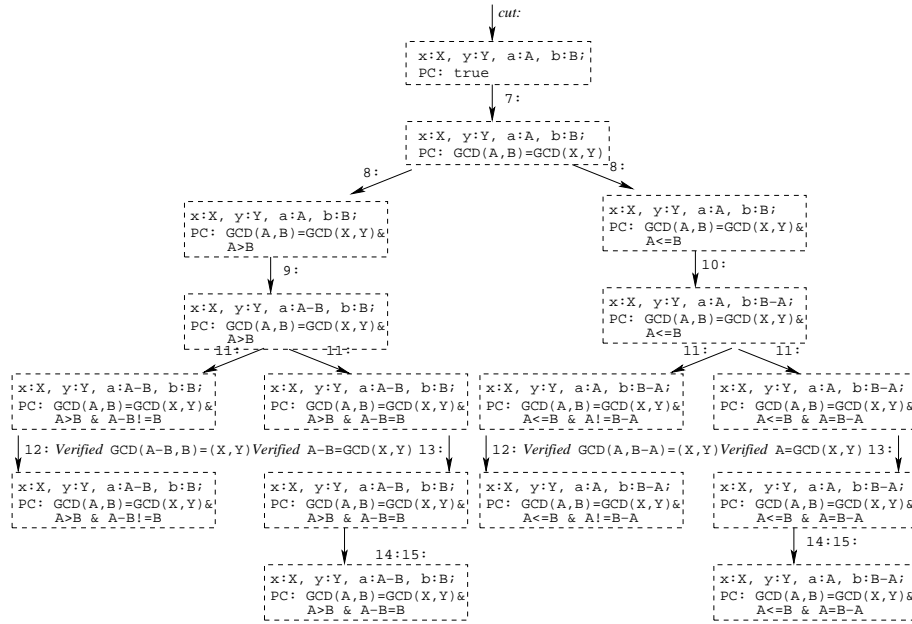 cut:
x:X, y:Y, a:A, b:B;
PC: true
7:
x:X, y:Y, a:A, b:B;
PC: GCD(A,B)=GCD(X,Y)
8:
8:
x:X, y:Y, a:A, b:B;
PC: GCD(A,B)=GCD(X,Y)&
A>B
x:X, y:Y, a:A, b:B;
PC: GCD(A,B)=GCD(X,Y)&
A<=B
9:
10:
x:X, y:Y, a:A-B, b:B;
PC: GCD(A,B)=GCD(X,Y)&
A>B
x:X, y:Y, a:A, b:B-A;
PC: GCD(A,B)=GCD(X,Y)&
A<=B
11:
11:
11:
11:
x:X, y:Y, a:A-B, b:B;
PC: GCD(A,B)=GCD(X,Y)&
A>B & A-B!=B
x:X, y:Y, a:A-B, b:B;
PC: GCD(A,B)=GCD(X,Y)&
A>B & A-B=B
x:X, y:Y, a:A, b:B-A;
PC: GCD(A,B)=GCD(X,Y)&
A<=B & A!=B-A
x:X, y:Y, a:A, b:B-A;
PC: GCD(A,B)=GCD(X,Y)&
A<=B & A=B-A
12: Verified GCD(A-B,B)=(X,Y)
Verified A-B=GCD(X,Y) 13:
12: Verified GCD(A,B-A)=(X,Y)
Verified A=GCD(X,Y) 13:
x:X, y:Y, a:A-B, b:B;
PC: GCD(A,B)=GCD(X,Y)&
A>B & A-B!=B
x:X, y:Y, a:A-B, b:B;
PC: GCD(A,B)=GCD(X,Y)&
A>B & A-B=B
x:X, y:Y, a:A, b:B-A;
PC: GCD(A,B)=GCD(X,Y)&
A<=B & A!=B-A
x:X, y:Y, a:A, b:B-A;
PC: GCD(A,B)=GCD(X,Y)&
A<=B & A=B-A
14:15:
14:15:
x:X, y:Y, a:A-B, b:B;
PC: GCD(A,B)=GCD(X,Y)&
A>B & A-B=B
x:X, y:Y, a:A, b:B-A;
PC: GCD(A,B)=GCD(X,Y)&
A<=B & A=B-A